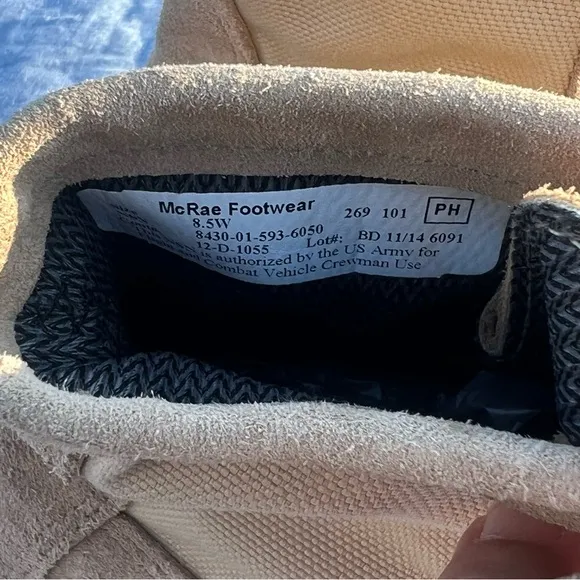 McRae Footwear 269 101 PH
8.5W
8430-01-593-6050
12-D-1055 Lot#: BD 11/14 6091
is authorized by the US Army for
Combat Vehicle Crewman Use